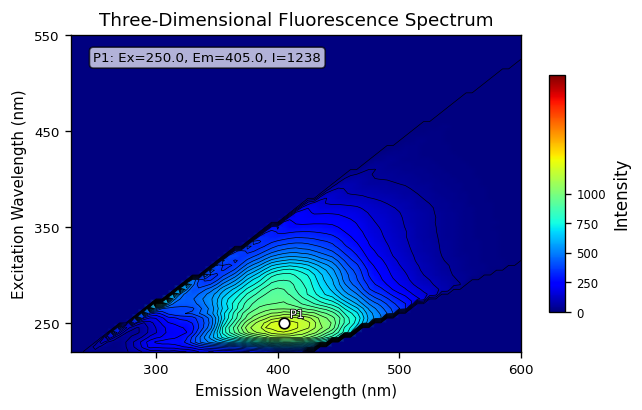 Three-Dimensional Fluorescence Spectrum
P1: Ex=250.0, Em=405.0, I=1238
550
450
350
250
Excitation Wavelength (nm)
P1
300
400
500
600
Emission Wavelength (nm)
1000
750
500
250
0
Intensity